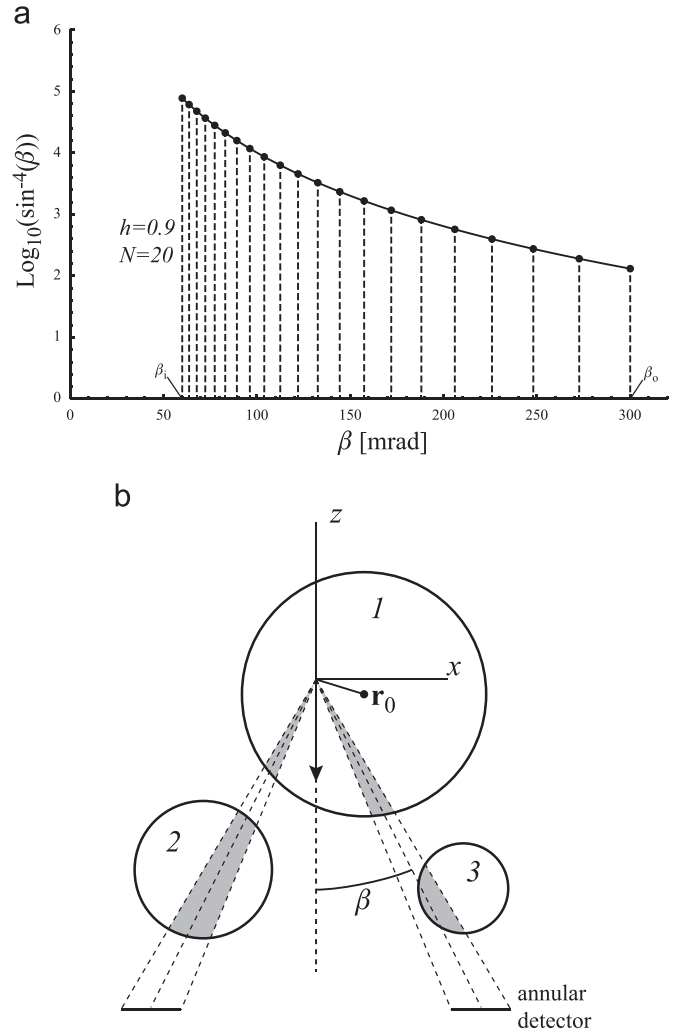 a
6
5
4
3
2
1
0
Log10(sin-4(β))
h=0.9
N=20
βi
βo
0 50 100 150 200 250 300
β [mrad]
b
z
1
x
r0
2
3
β
annular
detector